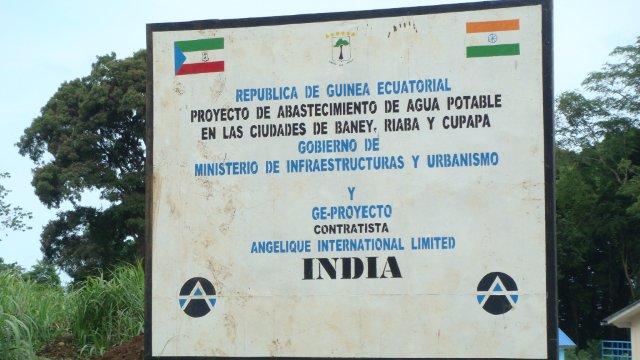 REPUBLICA DE GUINEA ECUATORIAL
PROYECTO DE ABASTECIMIENTO DE AGUA POTABLE
EN LAS CIUDADES DE BANEY, RIABA Y CUPAPA
GOBIERNO DE
MINISTERIO DE INFRAESTRUCTURAS Y URBANISMO
Y
GE-PROYECTO
CONTRATISTA
ANGELIQUE INTERNATIONAL LIMITED
INDIA